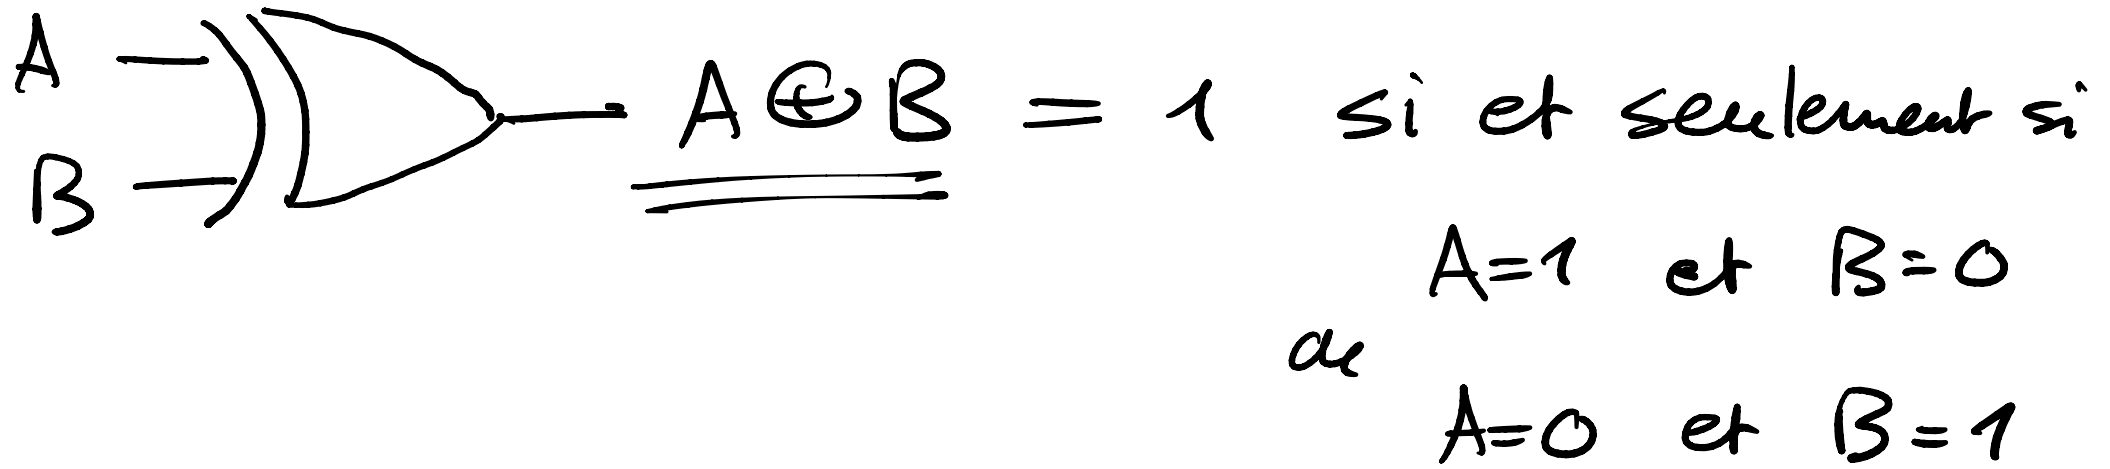 A
A ⊕ B = 1 si et seulement si
B
A=1 et B=0
ou
A=0 et B=1